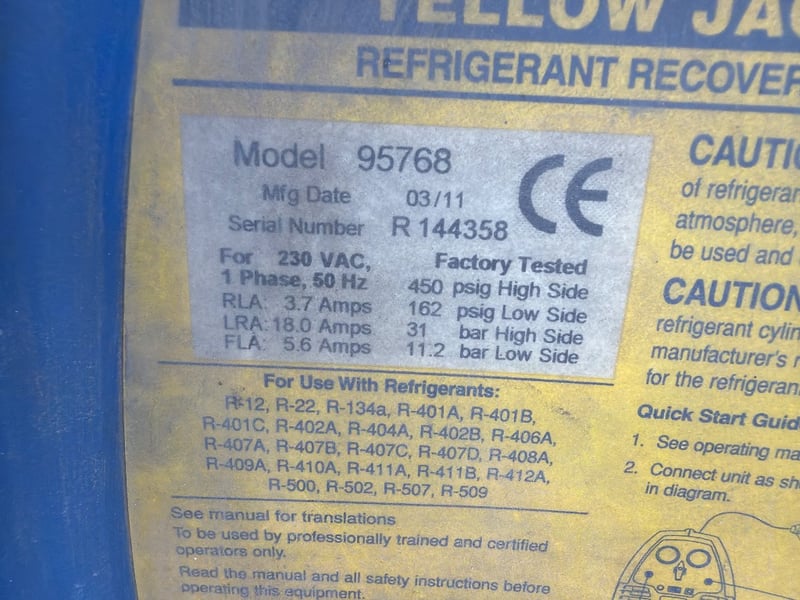 YELLOW JAC
REFRIGERANT RECOVER
Model 95768
Mfg Date 03/11
Serial Number R 144358
CE
For 230 VAC,
1 Phase, 50 Hz
RLA: 3.7 Amps
LRA: 18.0 Amps
FLA: 5.6 Amps
Factory Tested
450 psig High Side
162 psig Low Side
31 bar High Side
11.2 bar Low Side
For Use With Refrigerants:
R-12, R-22, R-134a, R-401A, R-401B,
R-401C, R-402A, R-404A, R-402B, R-406A,
R-407A, R-407B, R-407C, R-407D, R-408A,
R-409A, R-410A, R-411A, R-411B, R-412A,
R-500, R-502, R-507, R-509
See manual for translations
To be used by professionally trained and certified
operators only.
Read the manual and all safety instructions before
operating this equipment.
CAUTI
of refrigeran
atmosphere,
be used and
CAUTION
refrigerant cylin
manufacturer's r
for the refrigeran
Quick Start Guid
1. See operating ma
2. Connect unit as sh
in diagram.